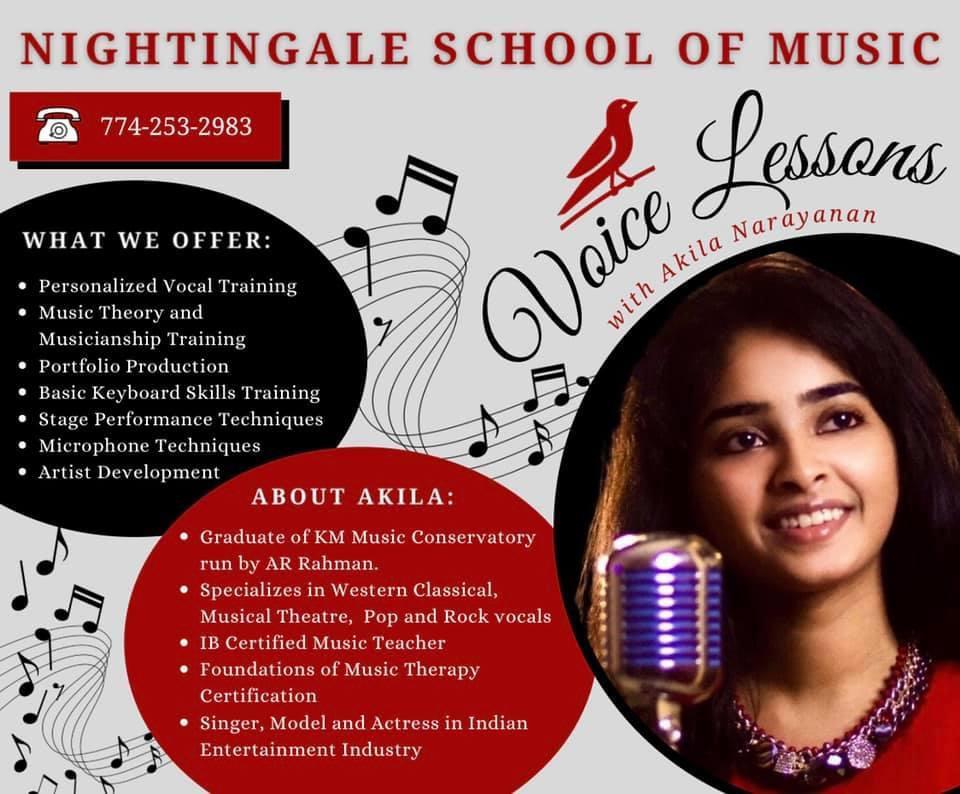 NIGHTINGALE SCHOOL OF MUSIC
774-253-2983
Voice Lessons
with Akila Narayanan
WHAT WE OFFER:
• Personalized Vocal Training
• Music Theory and
Musicianship Training
• Portfolio Production
• Basic Keyboard Skills Training
• Stage Performance Techniques
• Microphone Techniques
• Artist Development
ABOUT AKILA:
• Graduate of KM Music Conservatory
run by AR Rahman.
• Specializes in Western Classical,
Musical Theatre, Pop and Rock vocals
• IB Certified Music Teacher
• Foundations of Music Therapy
Certification
• Singer, Model and Actress in Indian
Entertainment Industry